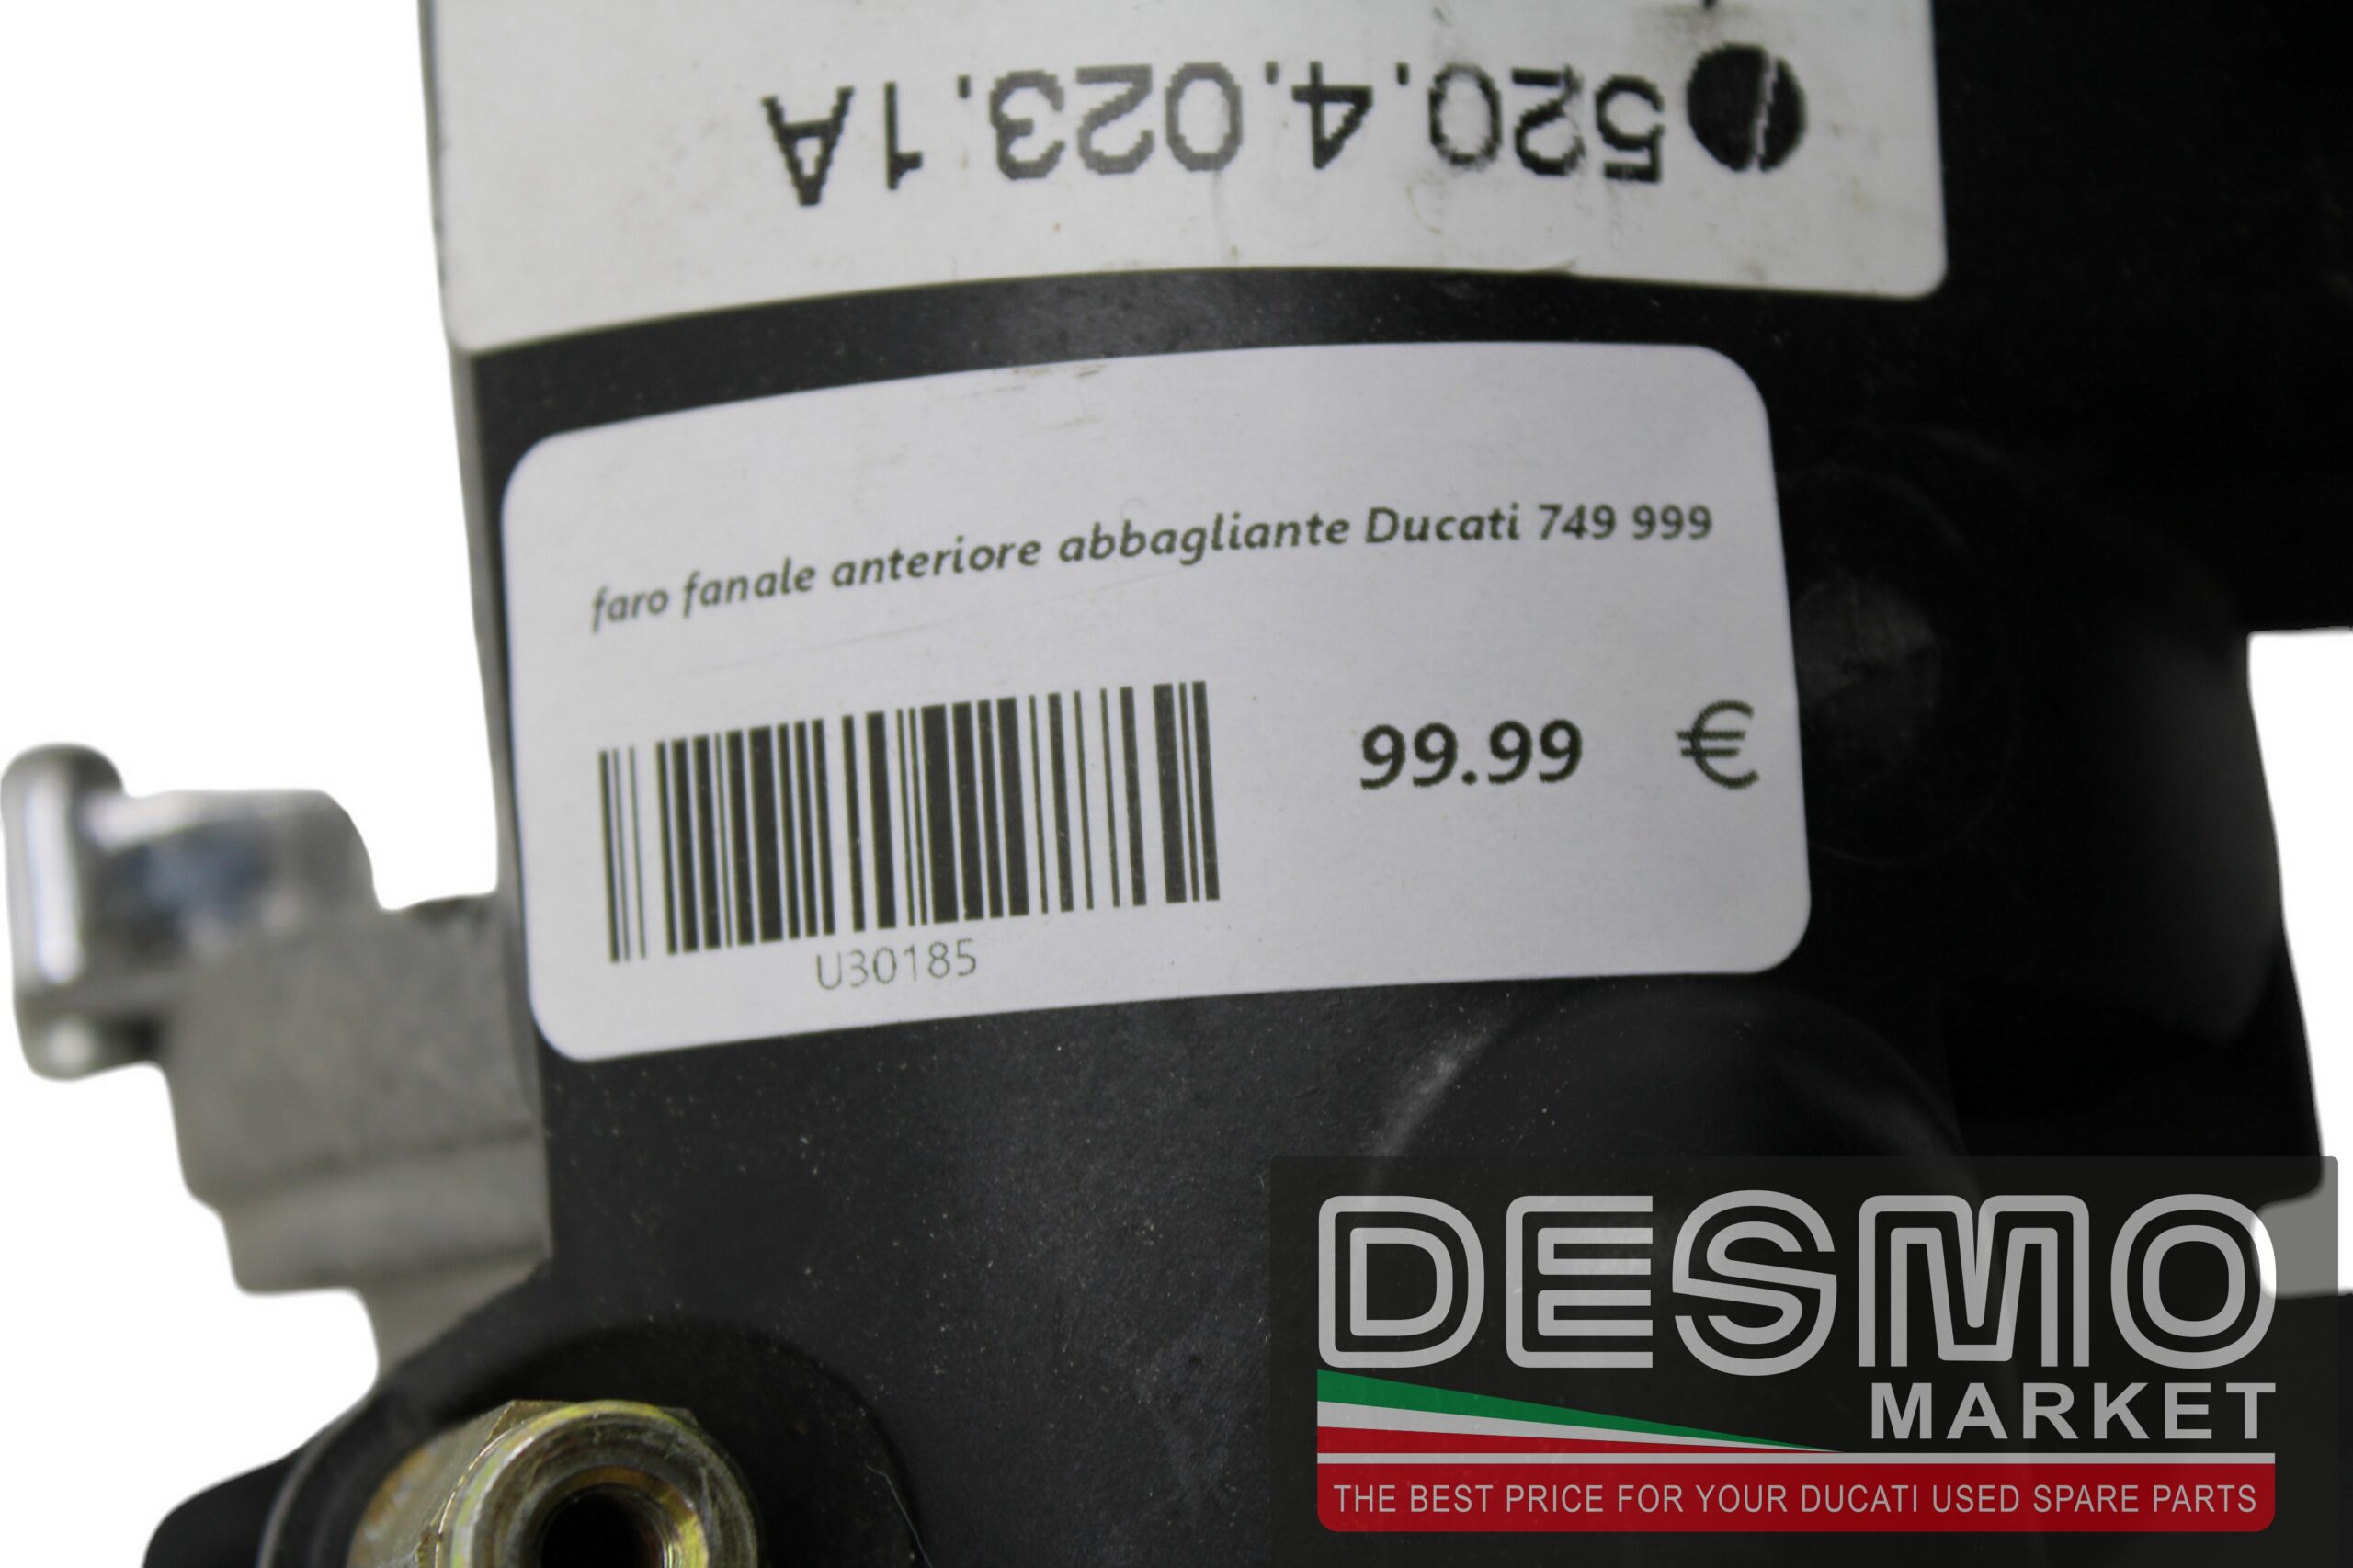 520.4.023.1A
faro fanale anteriore abbagliante Ducati 749 999
99.99 €
U30185
DESMO
MARKET
THE BEST PRICE FOR YOUR DUCATI USED SPARE PARTS